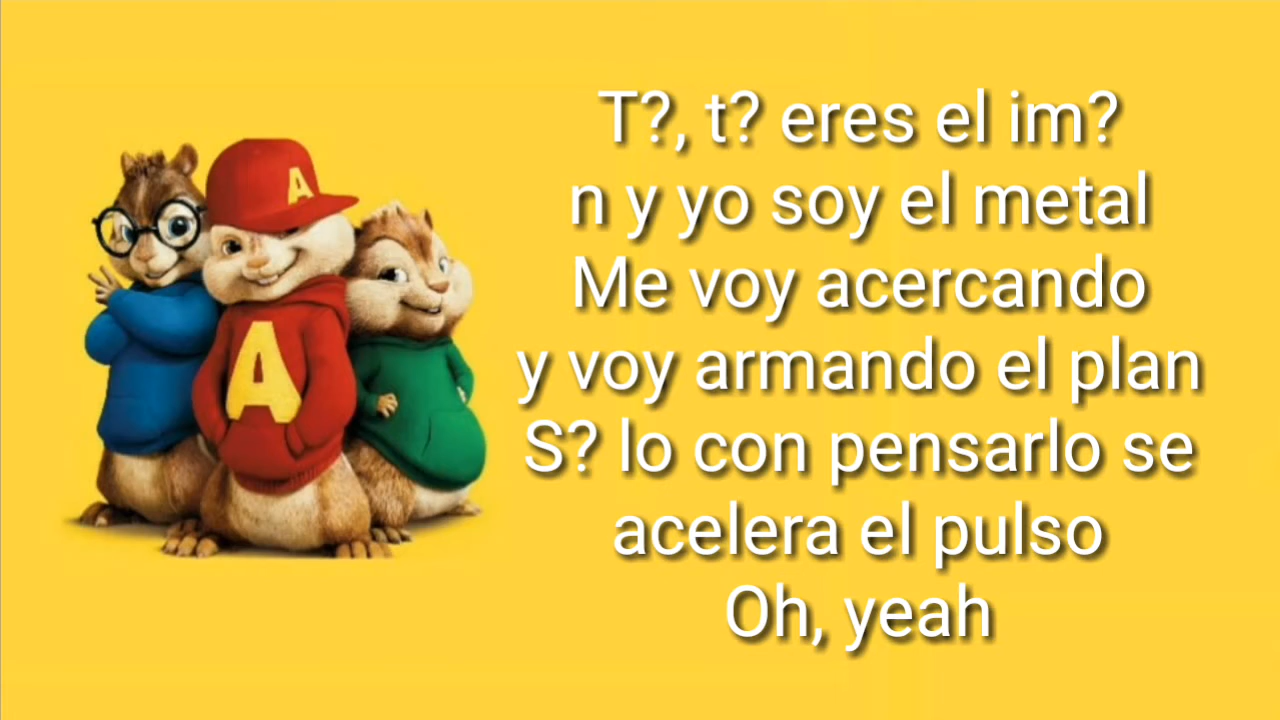 A
A
T?, t? eres el im?
n y yo soy el metal
Me voy acercando
y voy armando el plan
S? lo con pensarlo se
acelera el pulso
Oh, yeah